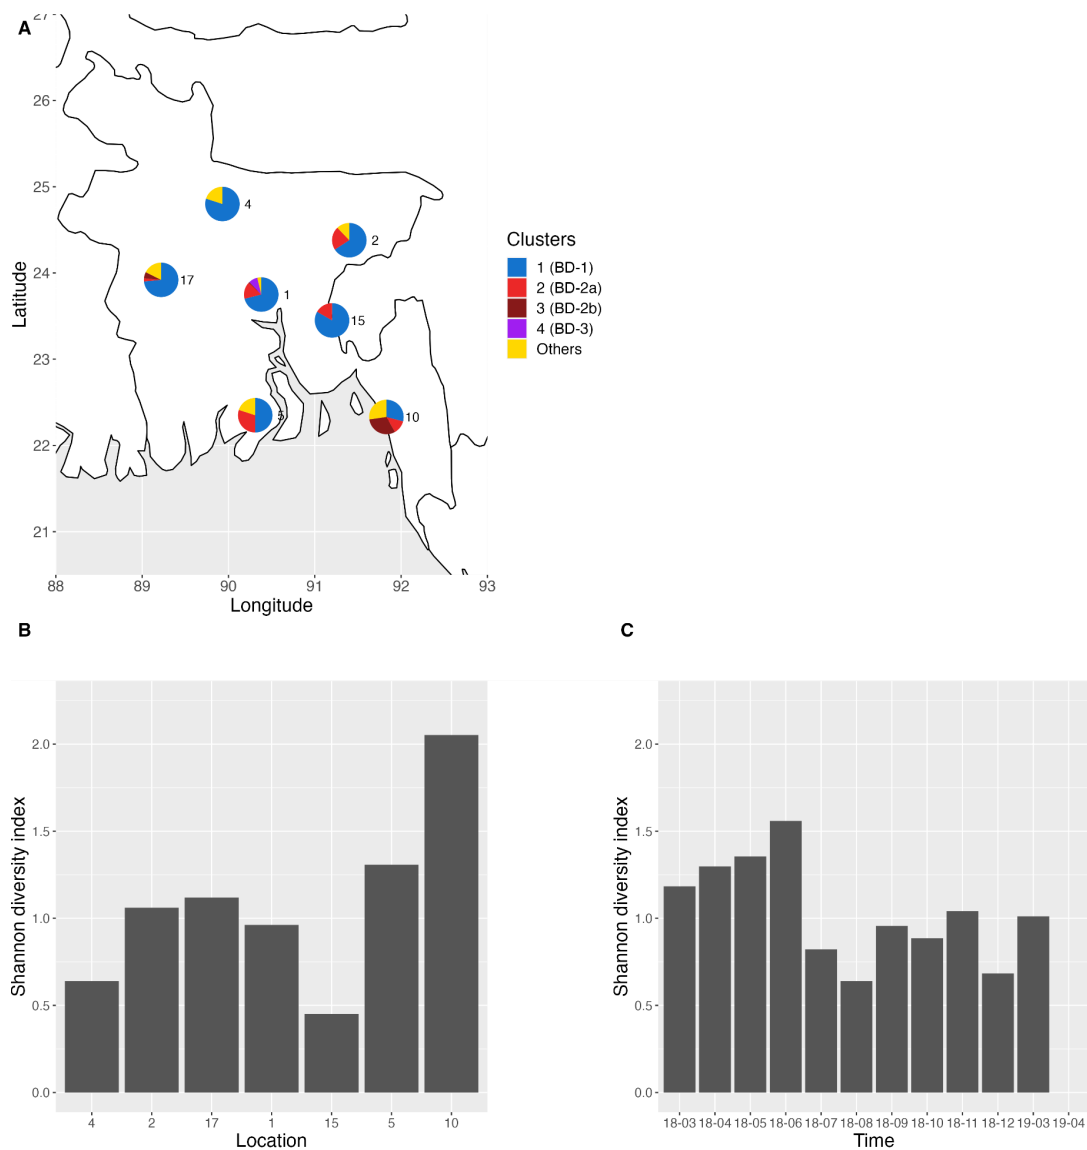 A
27
26
25
24
23
22
21
88 89 90 91 92 93
Latitude
Longitude
4
2
17
1
15
5
10
Clusters
1 (BD-1)
2 (BD-2a)
3 (BD-2b)
4 (BD-3)
Others
B
Shannon diversity index
2.0
1.5
1.0
0.5
0.0
4 2 17 1 15 5 10
Location
C
Shannon diversity index
2.0
1.5
1.0
0.5
0.0
18-03 18-04 18-05 18-06 18-07 18-08 18-09 18-10 18-11 18-12 19-03 19-04
Time